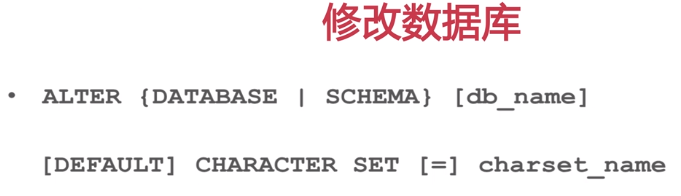 修改数据库
• ALTER {DATABASE | SCHEMA} [db_name]
[DEFAULT] CHARACTER SET [=] charset_name